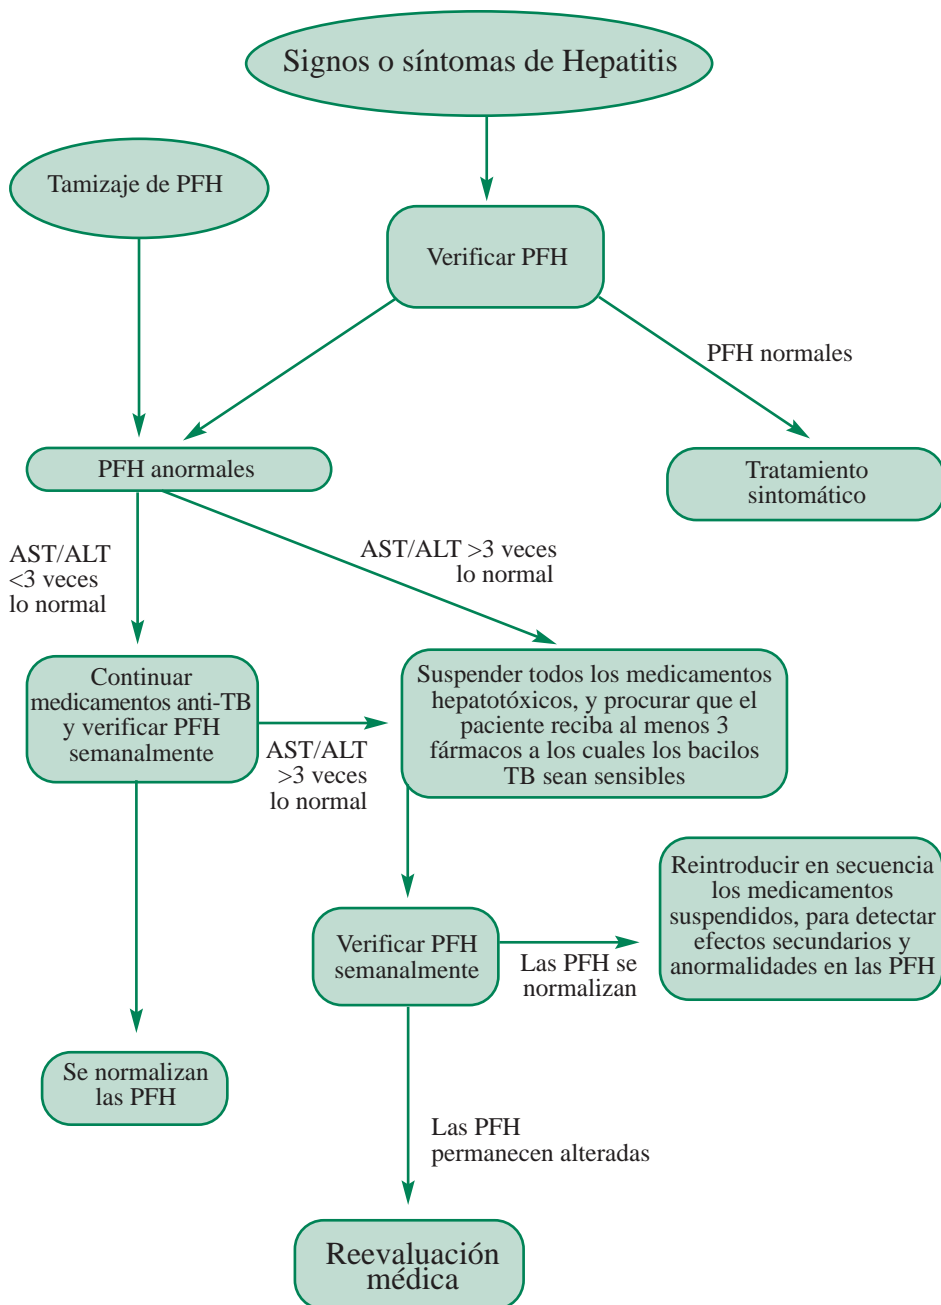 Signos o síntomas de Hepatitis
Tamizaje de PFH
Verificar PFH
PFH normales
PFH anormales
Tratamiento
sintomático
AST/ALT
<3 veces
lo normal
AST/ALT >3 veces
lo normal
Continuar
medicamentos anti-TB
y verificar PFH
semanalmente
AST/ALT
>3 veces
lo normal
Suspender todos los medicamentos
hepatotóxicos, y procurar que el
paciente reciba al menos 3
fármacos a los cuales los bacilos
TB sean sensibles
Verificar PFH
semanalmente
Las PFH se
normalizan
Reintroducir en secuencia
los medicamentos
suspendidos, para detectar
efectos secundarios y
anormalidades en las PFH
Se normalizan
las PFH
Las PFH
permanecen alteradas
Reevaluación
médica